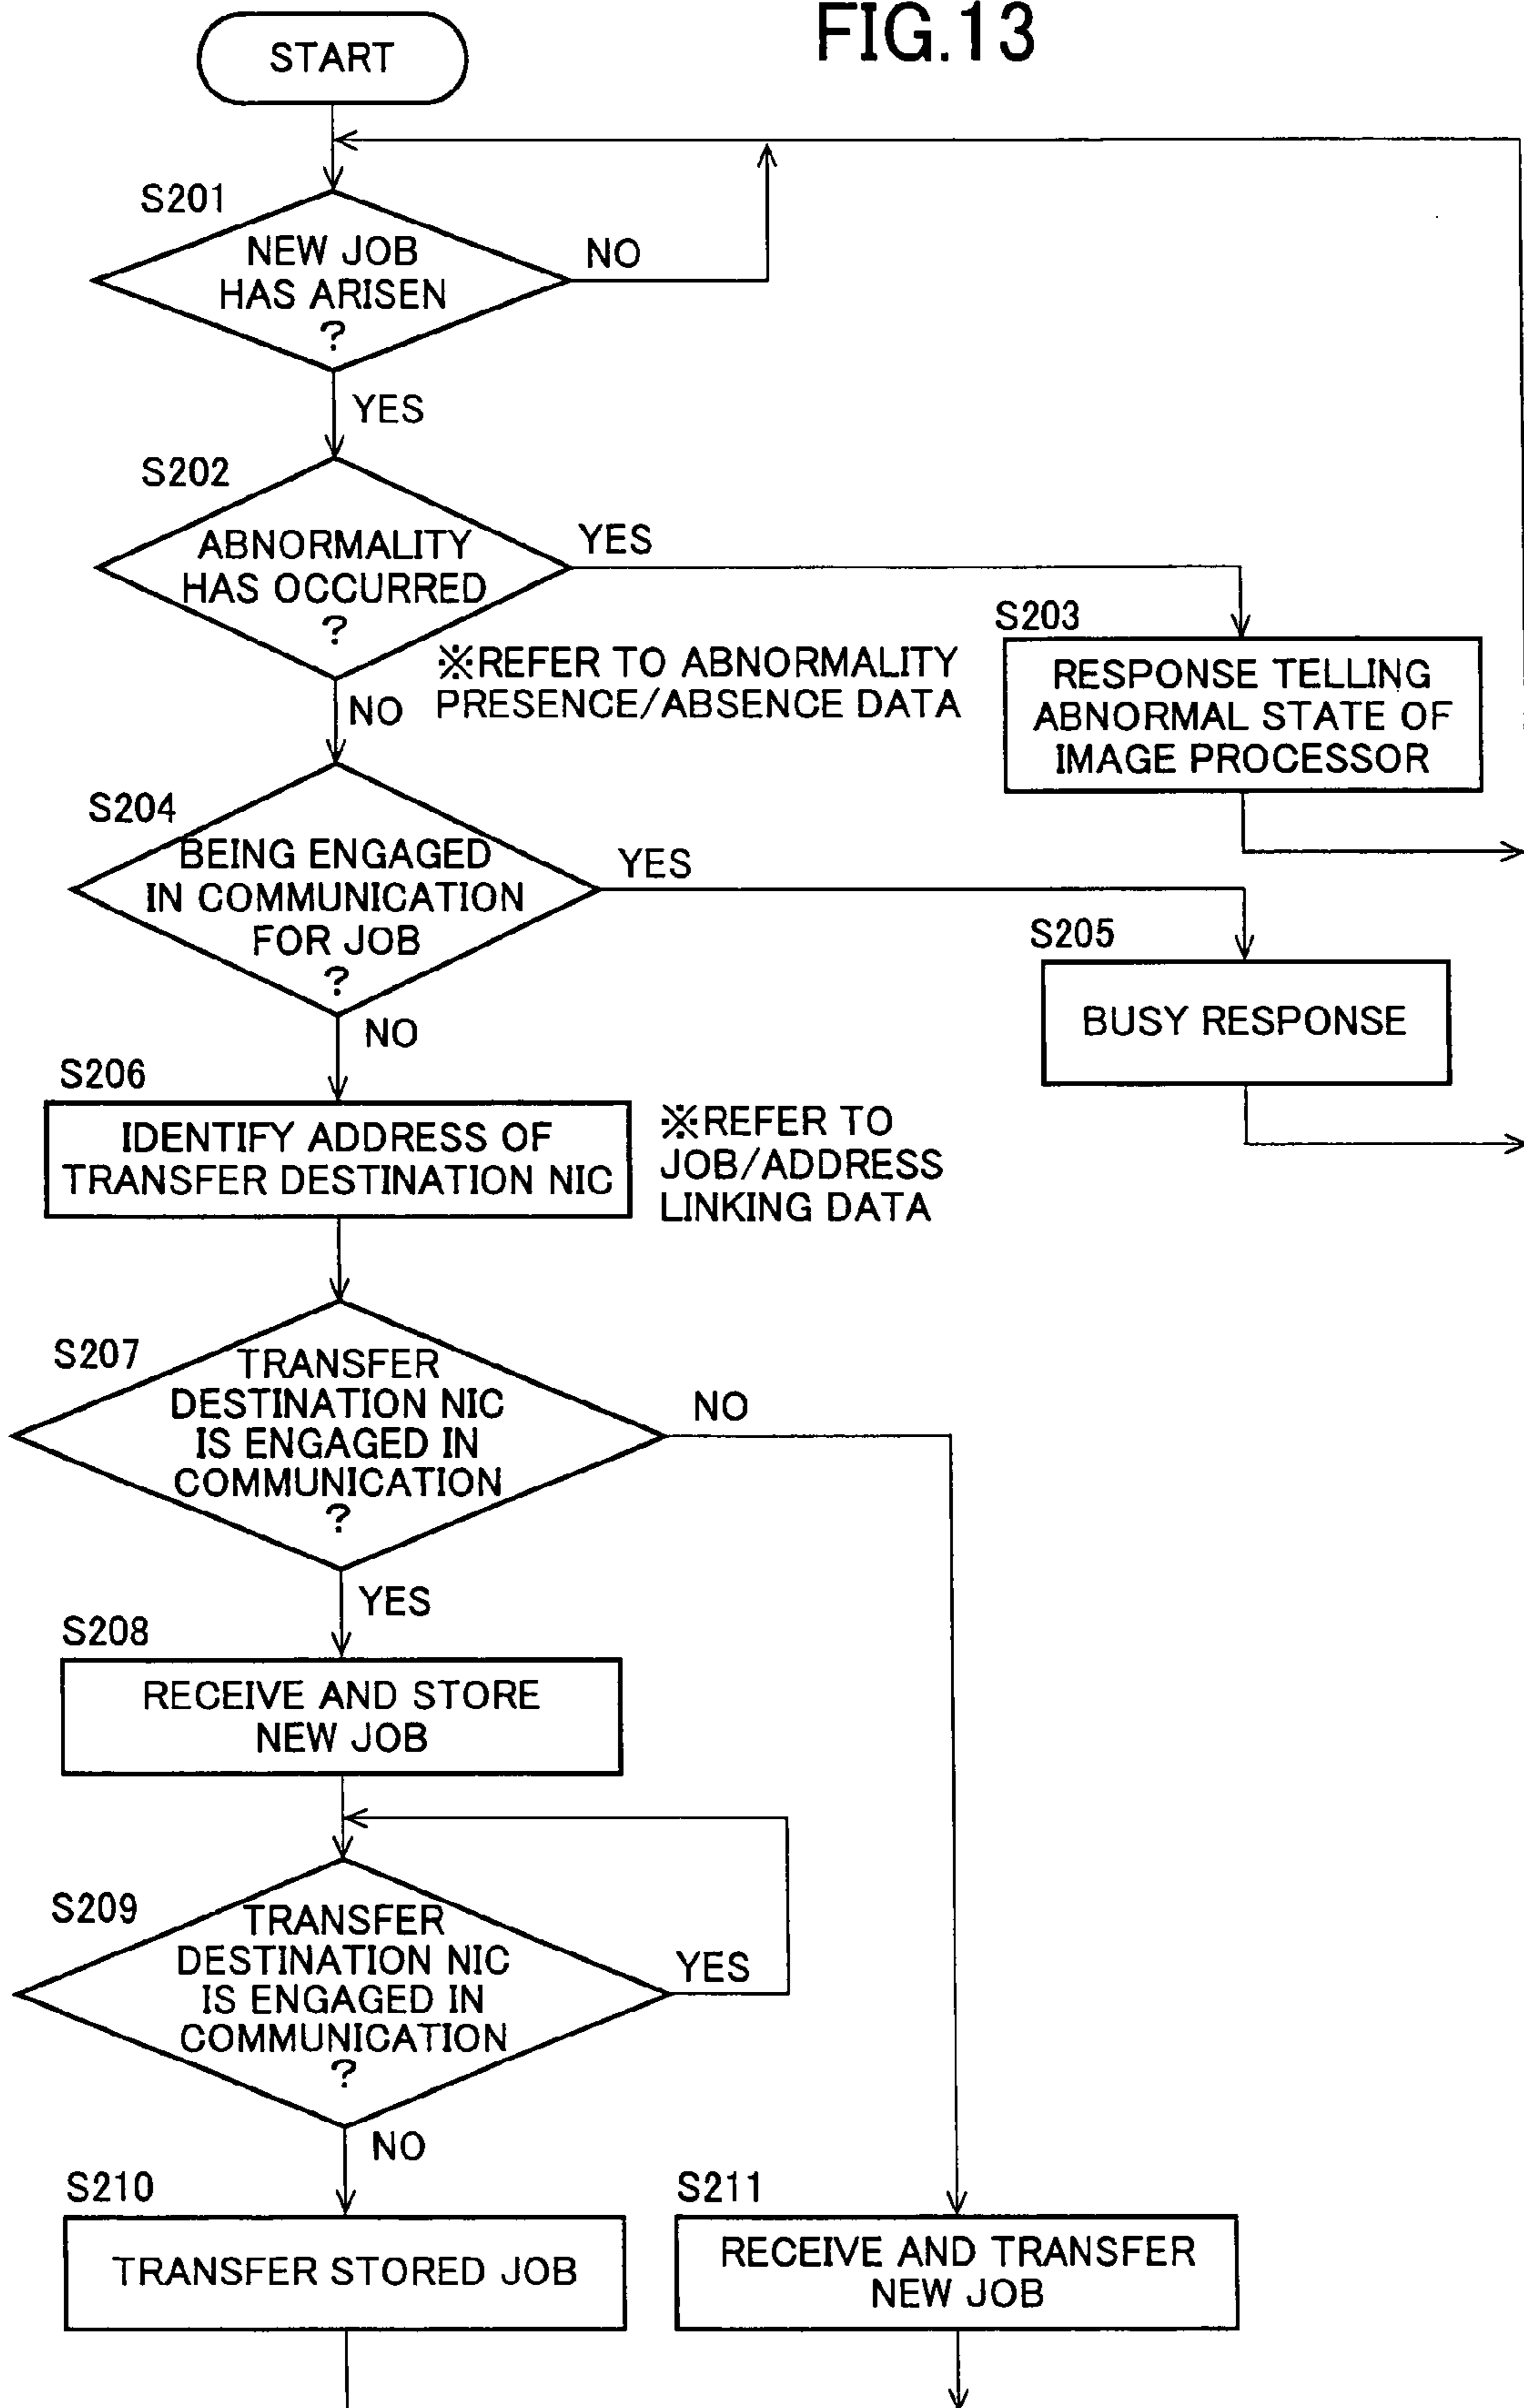 FIG.13
START
S201
NEW JOB
HAS ARISEN
?
NO
YES
S202
ABNORMALITY
HAS OCCURRED
?
YES
NO
※REFER TO ABNORMALITY
PRESENCE/ABSENCE DATA
S203
RESPONSE TELLING
ABNORMAL STATE OF
IMAGE PROCESSOR
S204
BEING ENGAGED
IN COMMUNICATION
FOR JOB
?
YES
NO
S205
BUSY RESPONSE
S206
IDENTIFY ADDRESS OF
TRANSFER DESTINATION NIC
※REFER TO
JOB/ADDRESS
LINKING DATA
S207
TRANSFER
DESTINATION NIC
IS ENGAGED IN
COMMUNICATION
?
NO
YES
S208
RECEIVE AND STORE
NEW JOB
S209
TRANSFER
DESTINATION NIC
IS ENGAGED IN
COMMUNICATION
?
YES
NO
S210
TRANSFER STORED JOB
S211
RECEIVE AND TRANSFER
NEW JOB